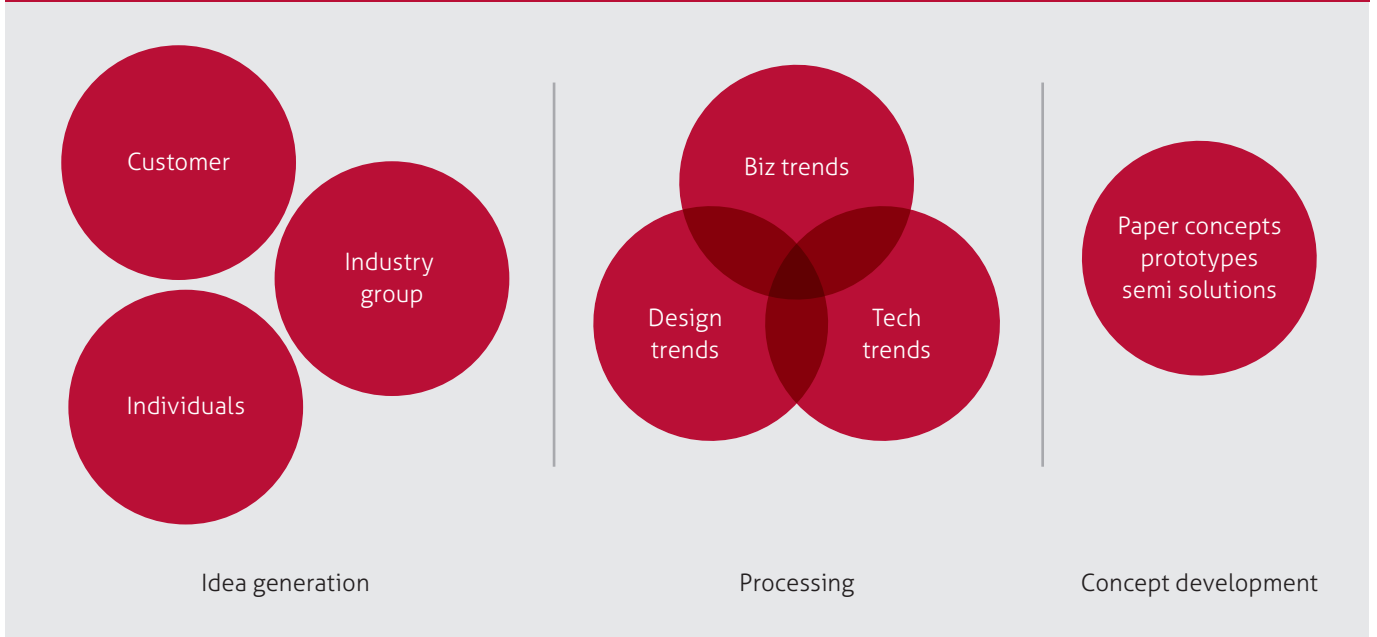 Customer
Industry
group
Individuals
Idea generation
Biz trends
Design
trends
Tech
trends
Processing
Paper concepts
prototypes
semi solutions
Concept development